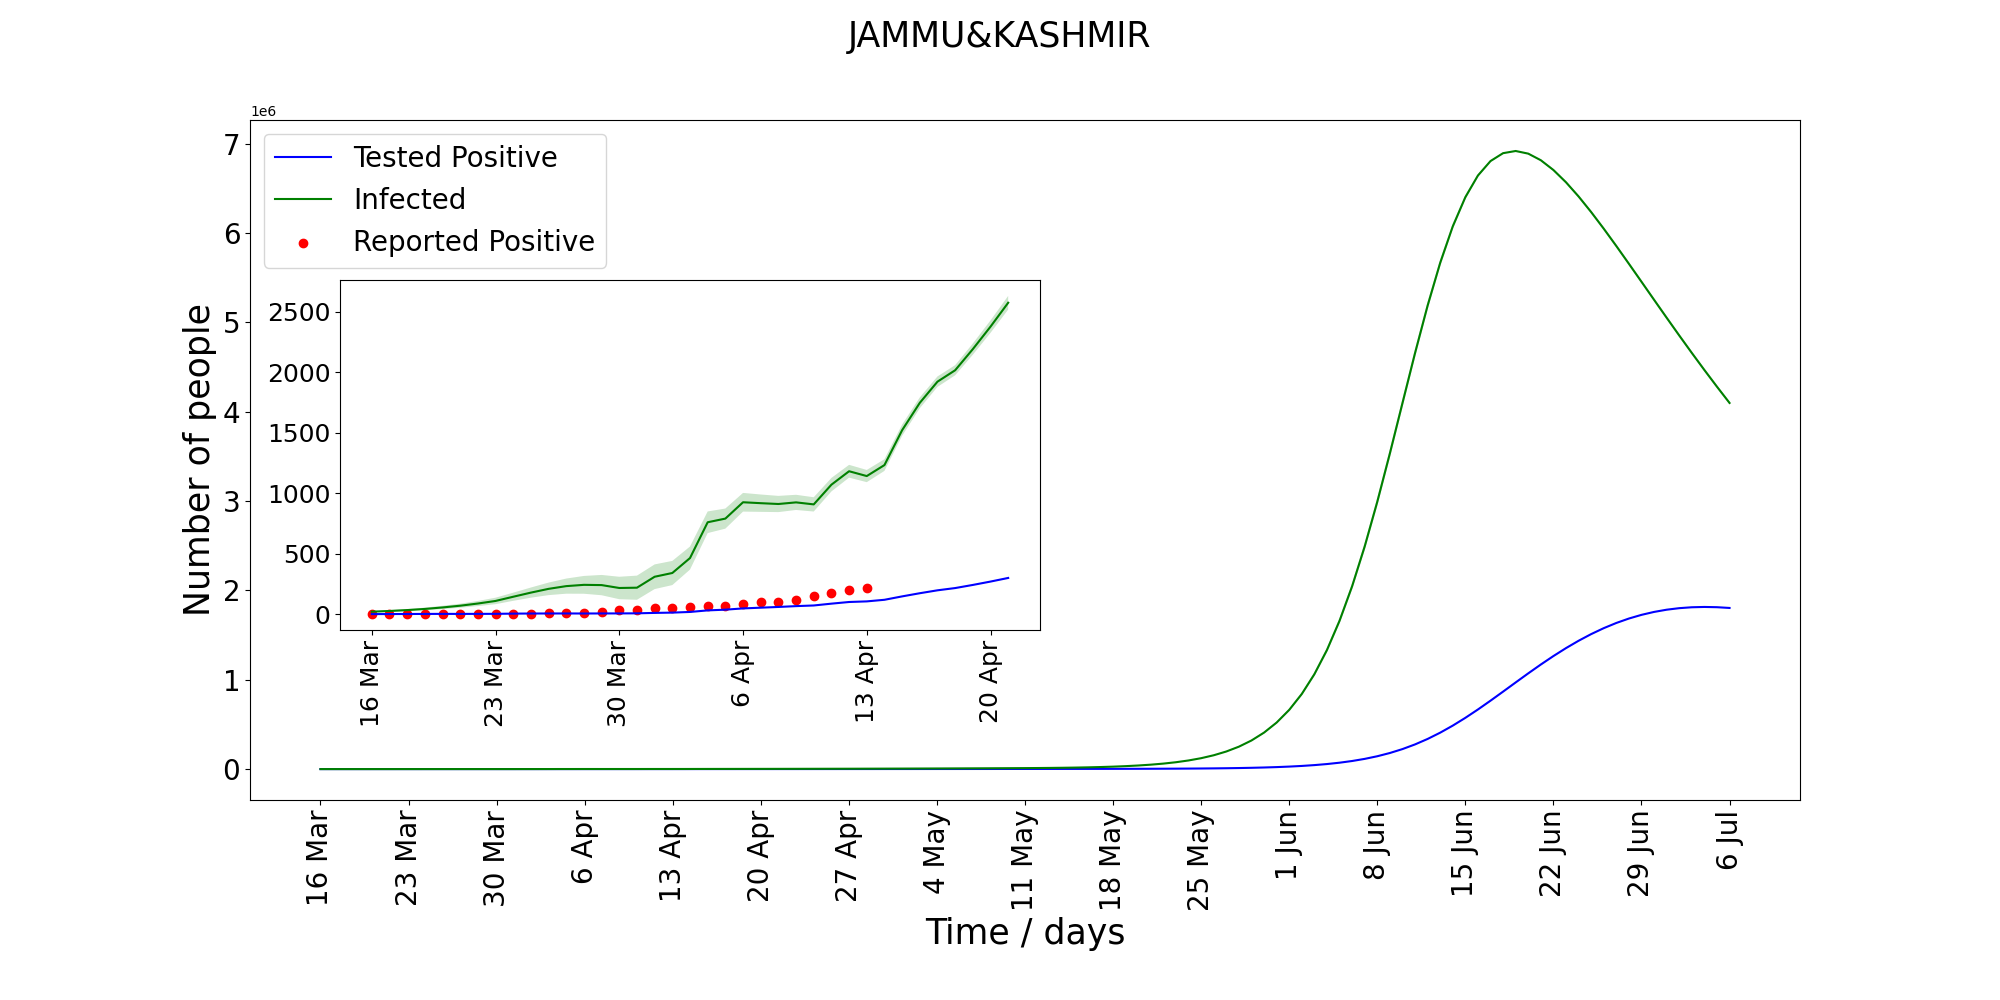 JAMMU&KASHMIR
1e6
7
6
5
4
3
2
1
0
Number of people
Tested Positive
Infected
Reported Positive
2500
2000
1500
1000
500
0
16 Mar
23 Mar
30 Mar
6 Apr
13 Apr
20 Apr
16 Mar
23 Mar
30 Mar
6 Apr
13 Apr
20 Apr
27 Apr
4 May
11 May
18 May
25 May
1 Jun
8 Jun
15 Jun
22 Jun
29 Jun
6 Jul
Time / days